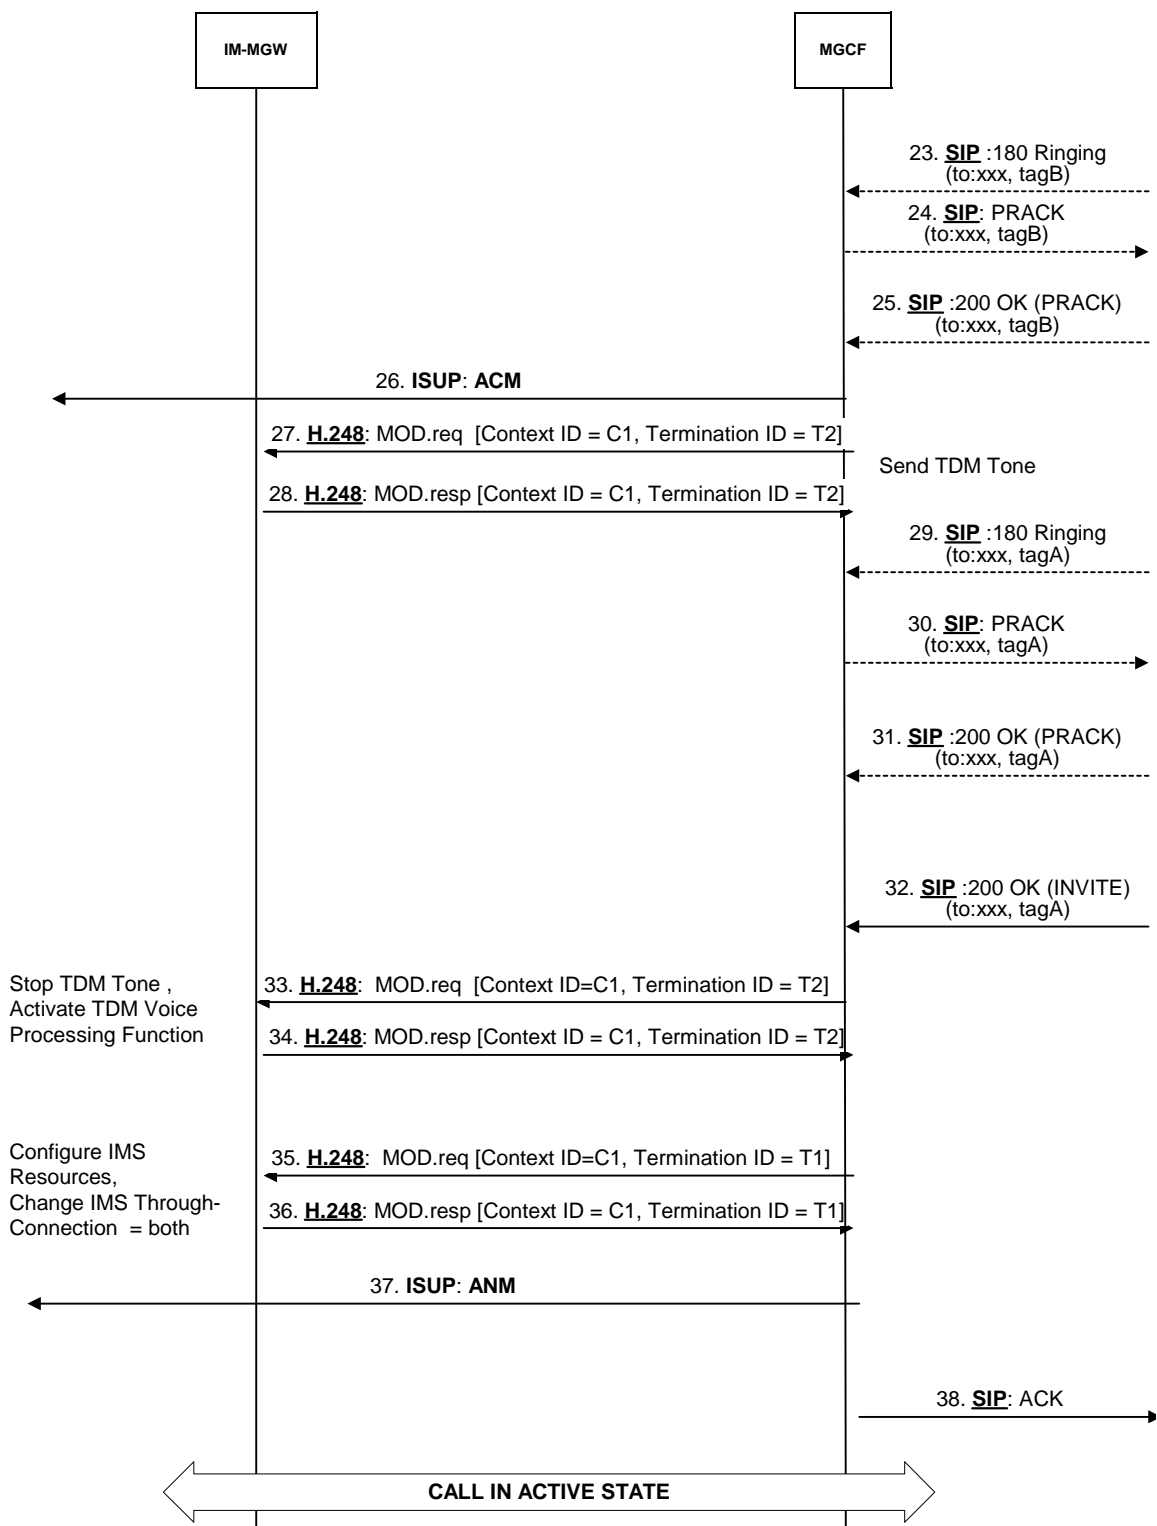 IM-MGW
MGCF
23. SIP :180 Ringing
(to:xxx, tagB)
24. SIP: PRACK
(to:xxx, tagB)
25. SIP :200 OK (PRACK)
(to:xxx, tagB)
26. ISUP: ACM
27. H.248: MOD.req [Context ID = C1, Termination ID = T2]
Send TDM Tone
28. H.248: MOD.resp [Context ID = C1, Termination ID = T2]
29. SIP :180 Ringing
(to:xxx, tagA)
30. SIP: PRACK
(to:xxx, tagA)
31. SIP :200 OK (PRACK)
(to:xxx, tagA)
32. SIP :200 OK (INVITE)
(to:xxx, tagA)
Stop TDM Tone ,
Activate TDM Voice
Processing Function
33. H.248: MOD.req [Context ID=C1, Termination ID = T2]
34. H.248: MOD.resp [Context ID = C1, Termination ID = T2]
Configure IMS
Resources,
Change IMS Through-
Connection = both
35. H.248: MOD.req [Context ID=C1, Termination ID = T1]
36. H.248: MOD.resp [Context ID = C1, Termination ID = T1]
37. ISUP: ANM
38. SIP: ACK
CALL IN ACTIVE STATE